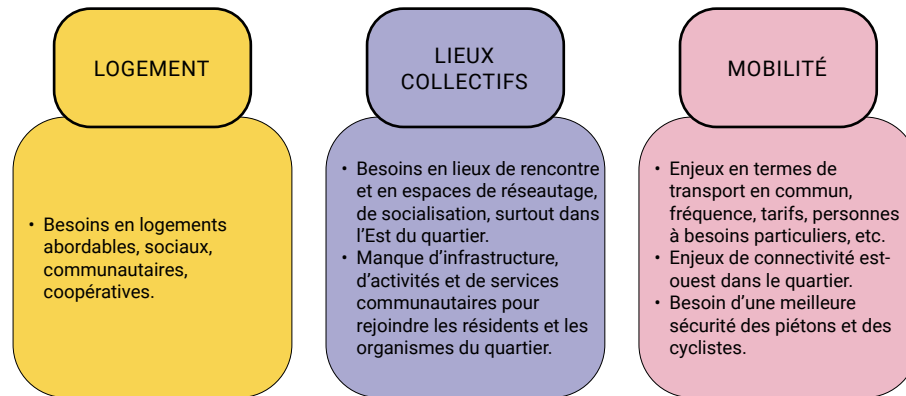 LOGEMENT
• Besoins en logements
abordables, sociaux,
communautaires,
coopératives.
LIEUX
COLLECTIFS
• Besoins en lieux de rencontre
et en espaces de réseautage,
de socialisation, surtout dans
l’Est du quartier.
• Manque d’infrastructure,
d’activités et de services
communautaires pour
rejoindre les résidents et les
organismes du quartier.
MOBILITÉ
• Enjeux en termes de
transport en commun,
fréquence, tarifs, personnes
à besoins particuliers, etc.
• Enjeux de connectivité est-
ouest dans le quartier.
• Besoin d’une meilleure
sécurité des piétons et des
cyclistes.